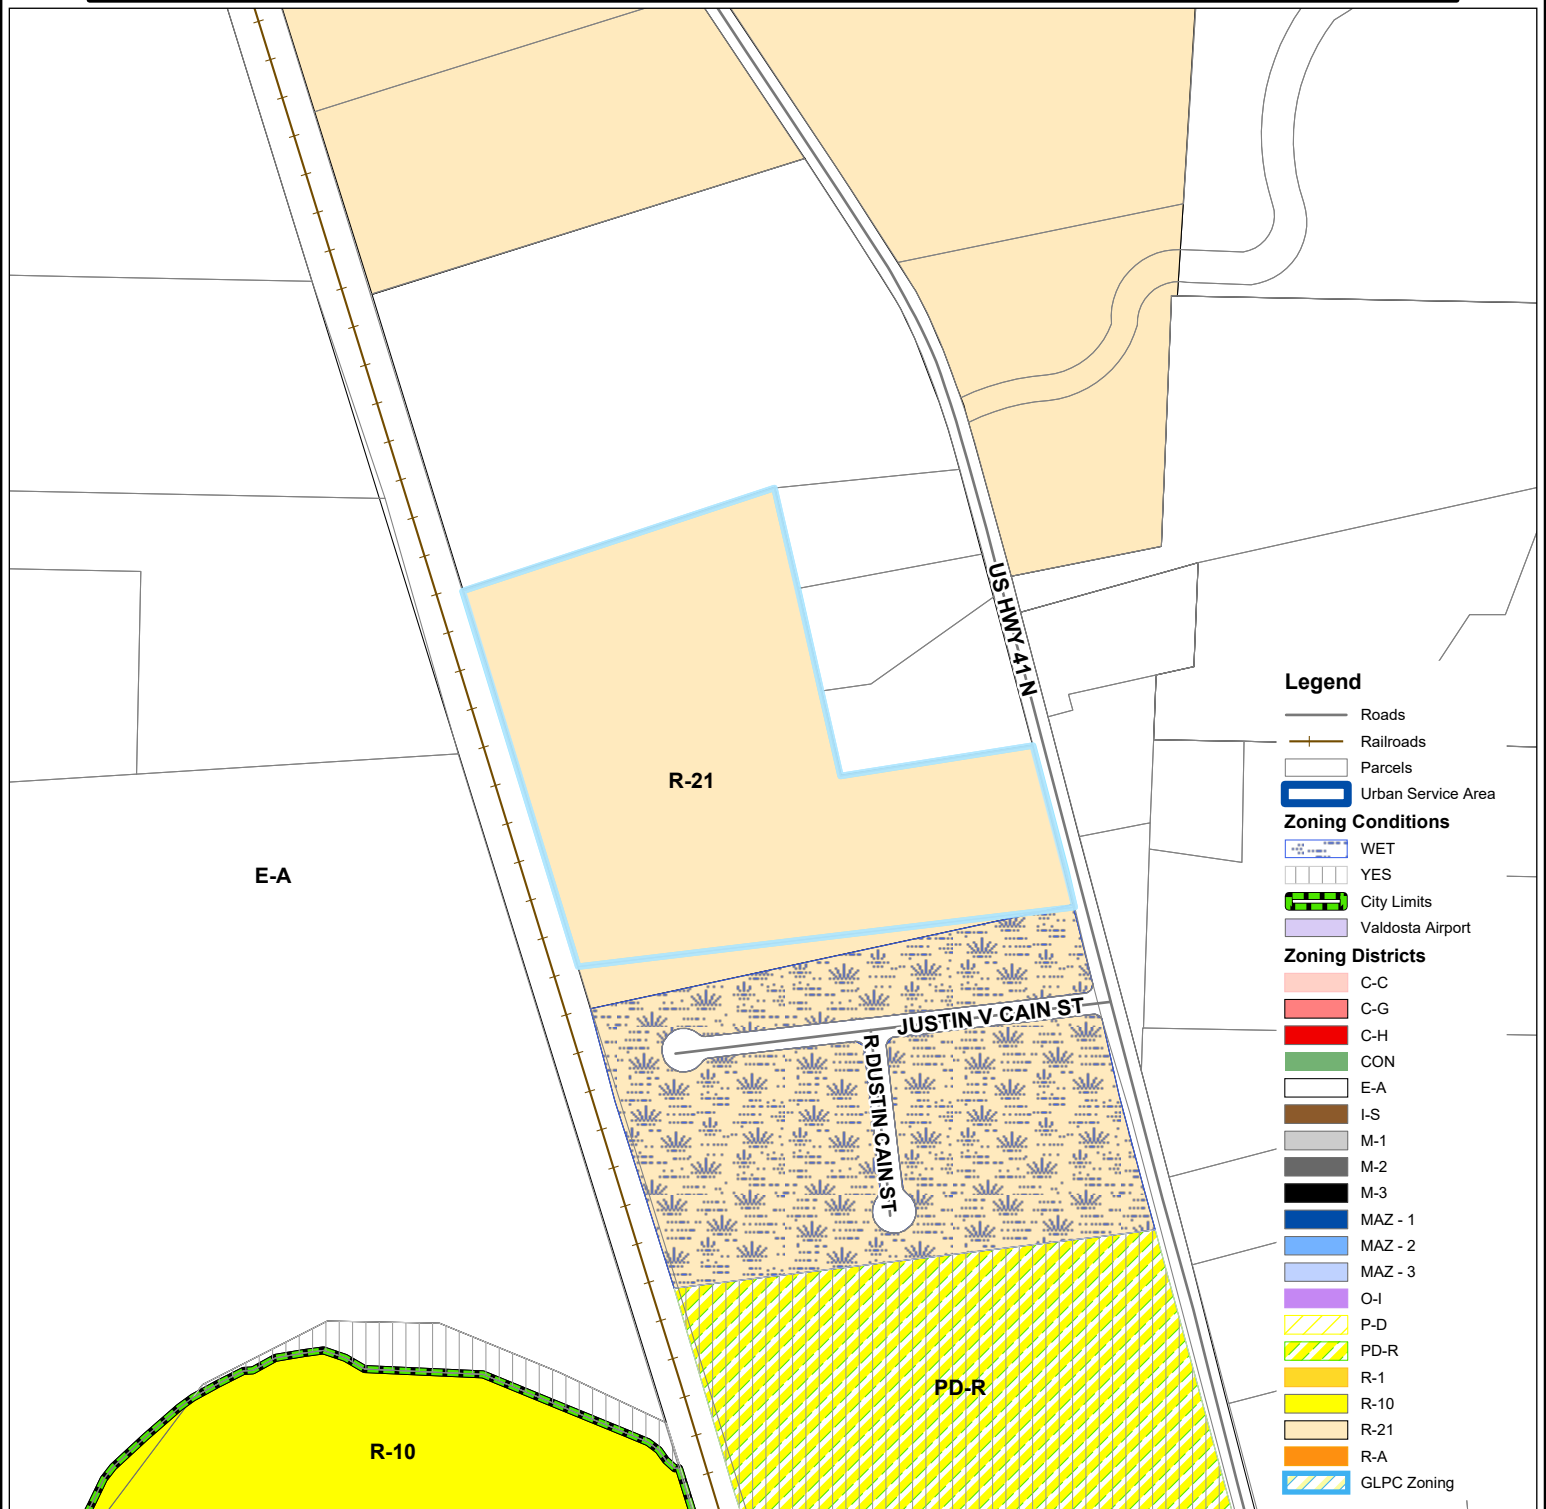 US HWY 41 N
R-21
E-A
JUSTIN V CAIN ST
R DUSTIN CAIN ST
PD-R
R-10
Legend
Roads
Railroads
Parcels
Urban Service Area
Zoning Conditions
WET
YES
City Limits
Valdosta Airport
Zoning Districts
C-C
C-G
C-H
CON
E-A
I-S
M-1
M-2
M-3
MAZ - 1
MAZ - 2
MAZ - 3
O-I
P-D
PD-R
R-1
R-10
R-21
R-A
GLPC Zoning